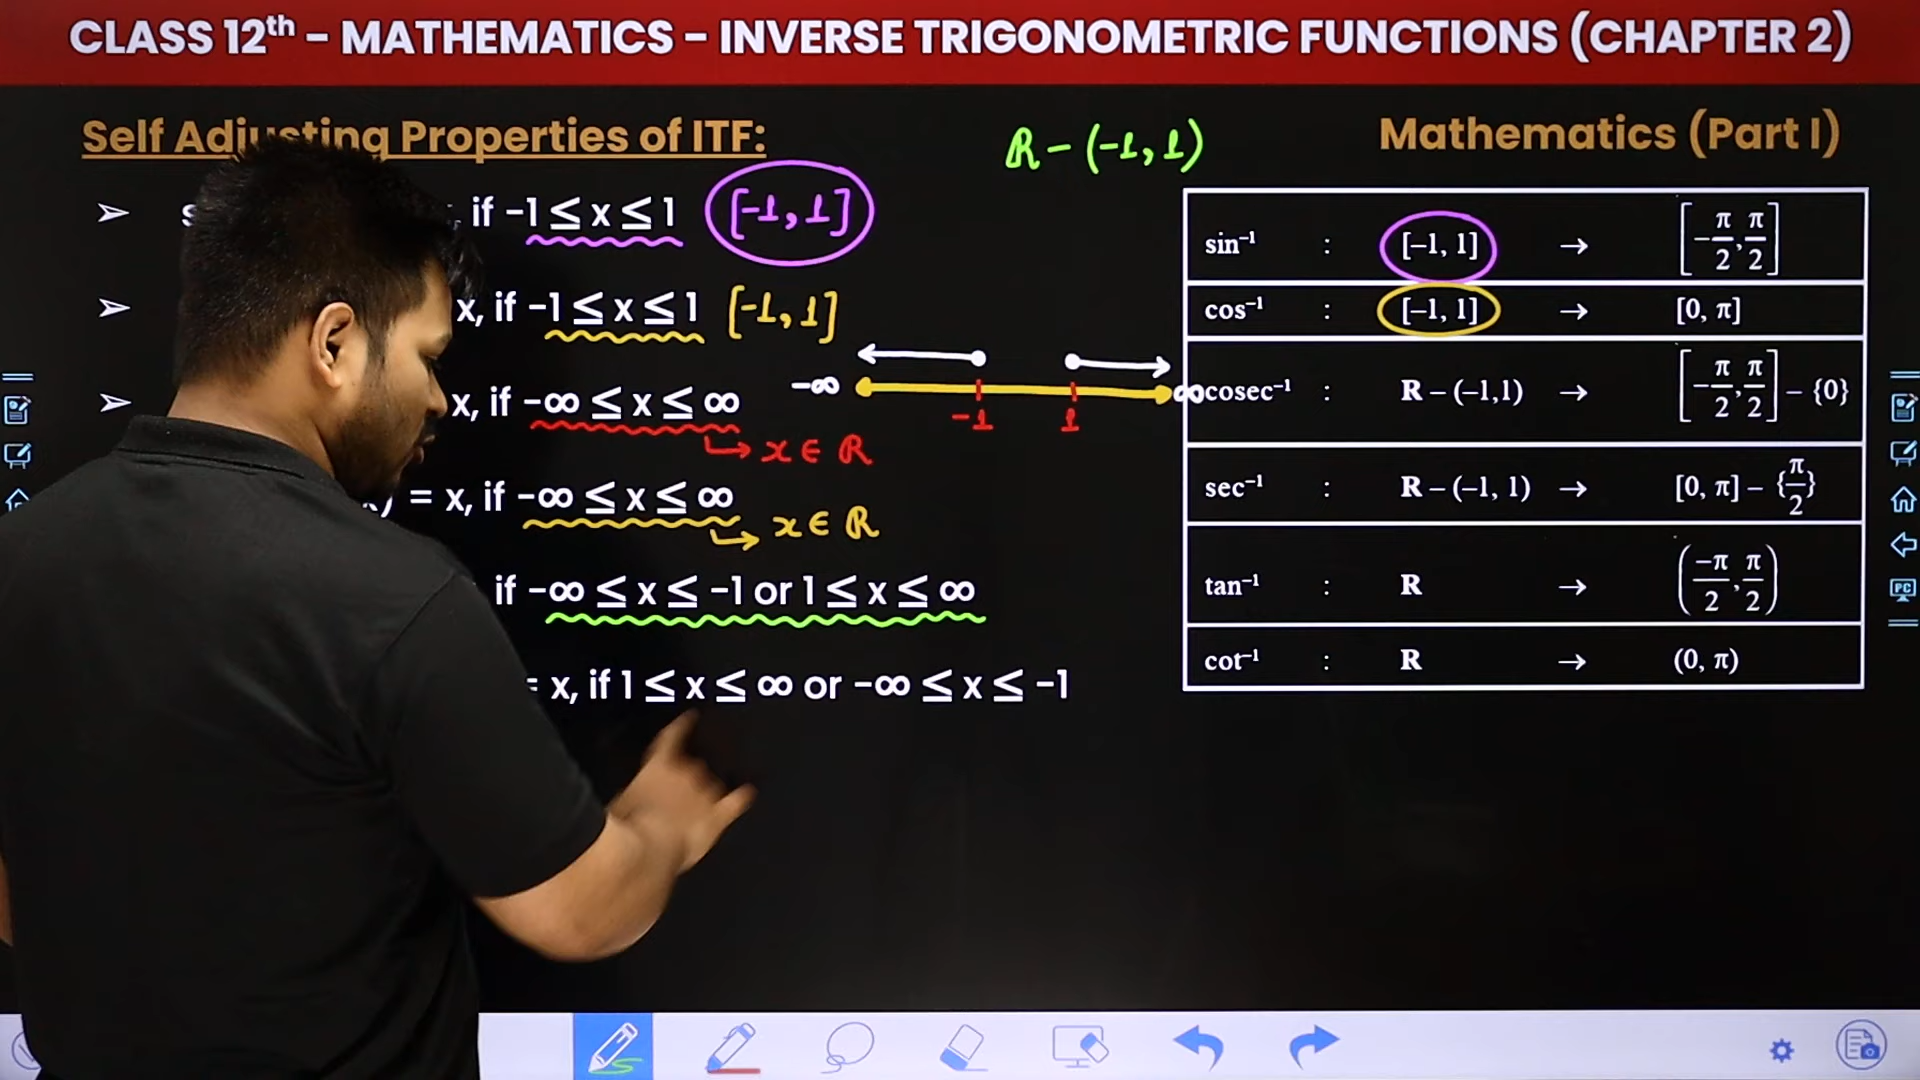 CLASS 12th - MATHEMATICS - INVERSE TRIGONOMETRIC FUNCTIONS (CHAPTER 2)
Self Adjusting Properties of ITF:
R - (-1, 1)
Mathematics (Part I)
➢ s if -1 ≤ x ≤ 1 [-1, 1]
➢ x, if -1 ≤ x ≤ 1 [-1, 1]
➢ x, if -∞ ≤ x ≤ ∞
→ x ∈ R
= x, if -∞ ≤ x ≤ ∞
→ x ∈ R
if -∞ ≤ x ≤ -1 or 1 ≤ x ≤ ∞
= x, if 1 ≤ x ≤ ∞ or -∞ ≤ x ≤ -1
-∞ -1 1 ∞
sin⁻¹ : [–1, 1] → [-π/2, π/2]
cos⁻¹ : [–1, 1] → [0, π]
cosec⁻¹ : R – (–1,1) → [-π/2, π/2] – {0}
sec⁻¹ : R – (–1, 1) → [0, π] – {π/2}
tan⁻¹ : R → (-π/2, π/2)
cot⁻¹ : R → (0, π)
PC